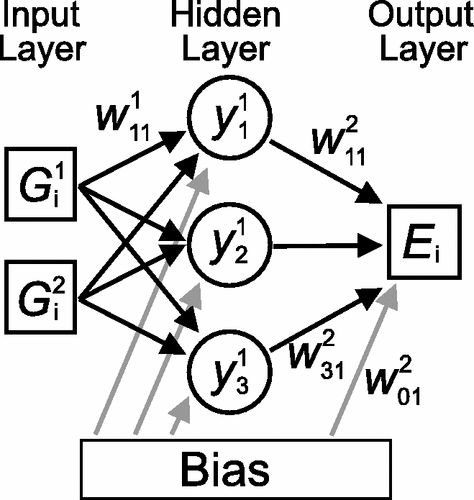 Input Hidden Output
Layer Layer Layer
w¹₁₁ y¹₁ w²₁₁
G¹ᵢ
y¹₂ Eᵢ
G²ᵢ
y¹₃ w²₃₁ w²₀₁
Bias